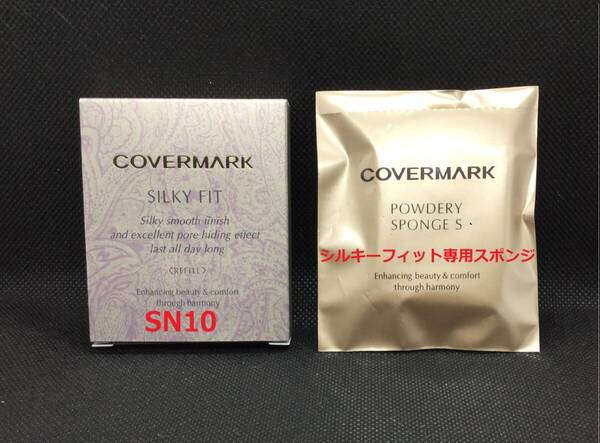 COVERMARK
SILKY FIT
Silky smooth finish
and excellent pore hiding effect
last all day long
〈REFILL〉
Enhancing beauty & comfort
through harmony
SN10
COVERMARK
POWDERY
SPONGE S
シルキーフィット専用スポンジ
Enhancing beauty & comfort
through harmony